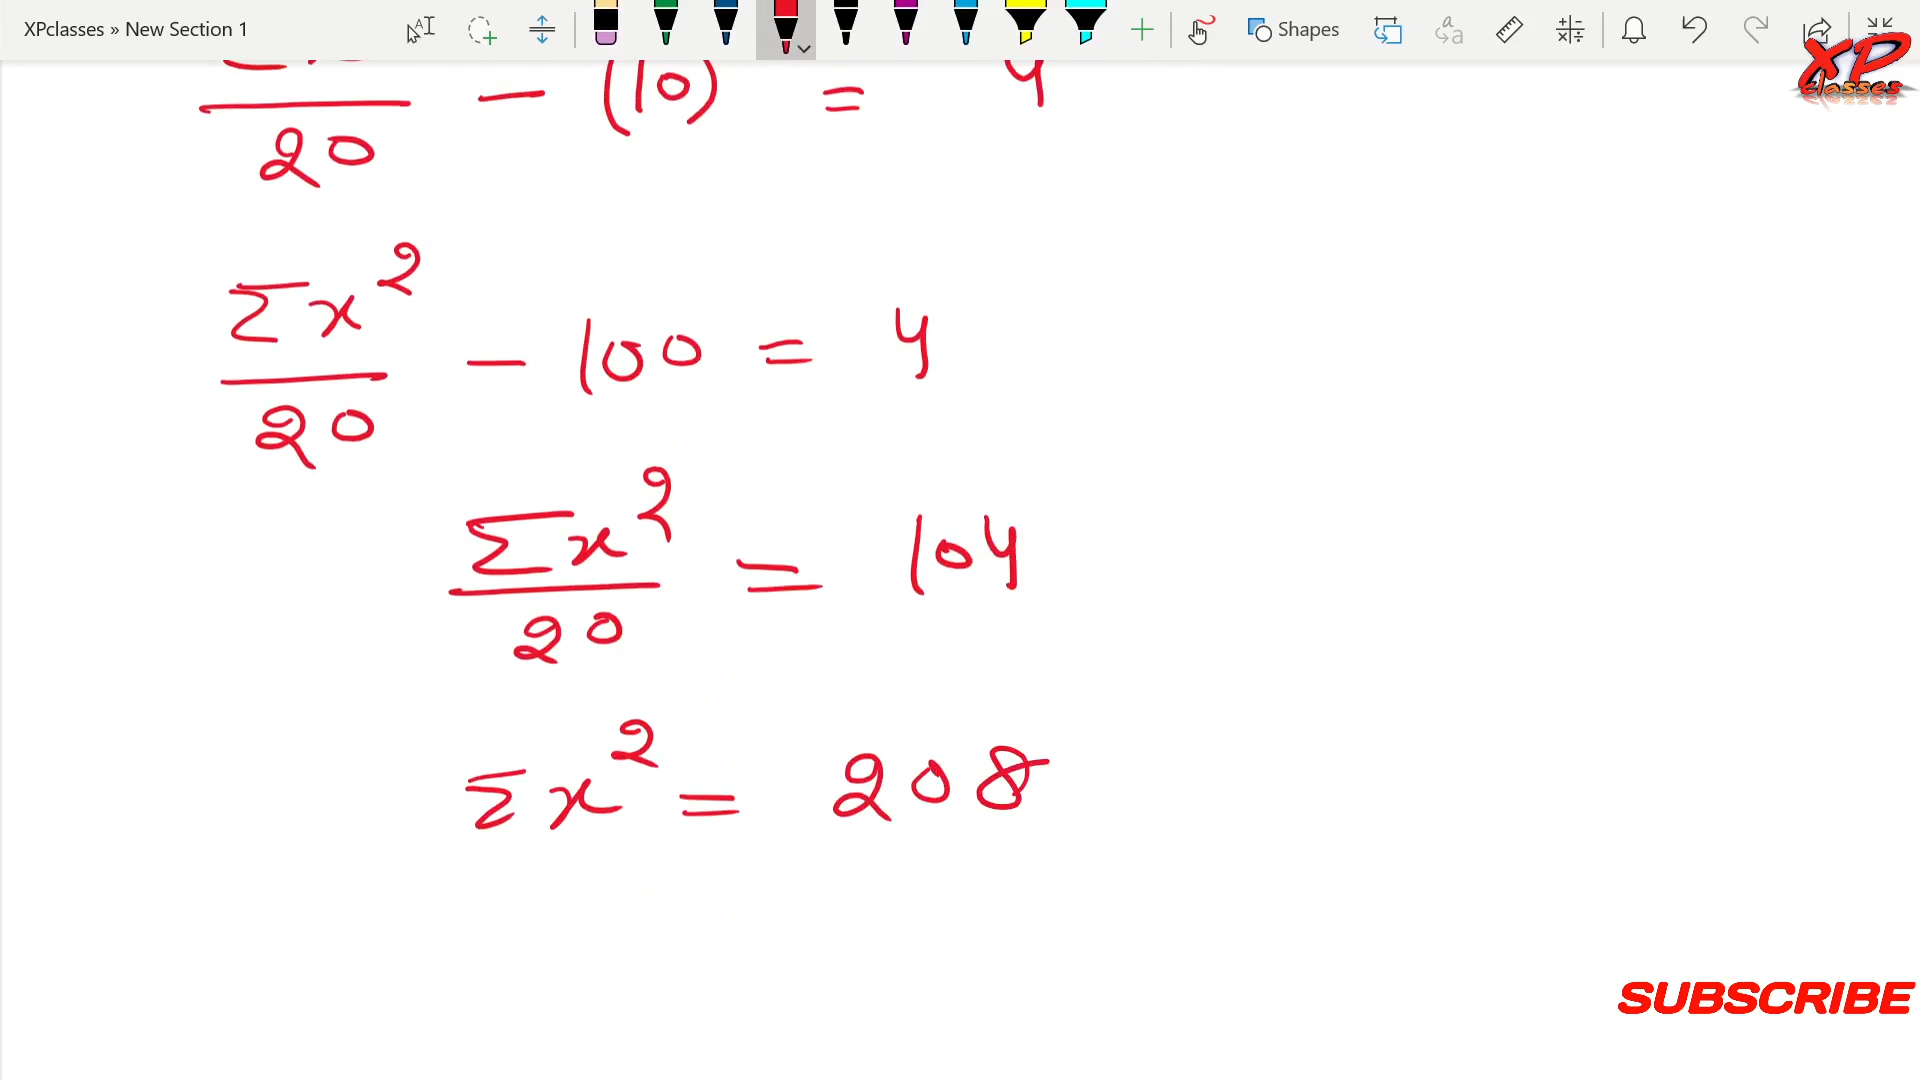 XPclasses » New Section 1
Shapes
XP classes
— (10) = 4
20
Σx² / 20 - 100 = 4
Σx² / 20 = 104
Σx² = 208
SUBSCRIBE